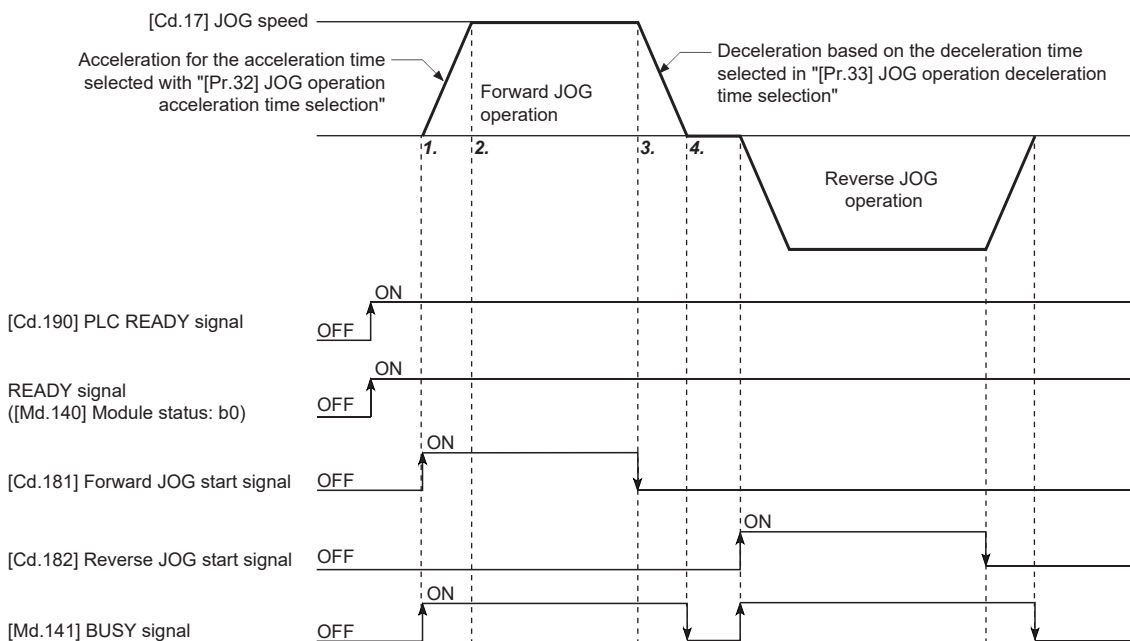 [Cd.17] JOG speed
Acceleration for the acceleration time
selected with "[Pr.32] JOG operation
acceleration time selection"
Deceleration based on the deceleration time
selected in "[Pr.33] JOG operation deceleration
time selection"
Forward JOG
operation
1. 2. 3. 4.
Reverse JOG
operation
ON
[Cd.190] PLC READY signal OFF
ON
READY signal
([Md.140] Module status: b0) OFF
ON
[Cd.181] Forward JOG start signal OFF
ON
[Cd.182] Reverse JOG start signal OFF
ON
[Md.141] BUSY signal OFF